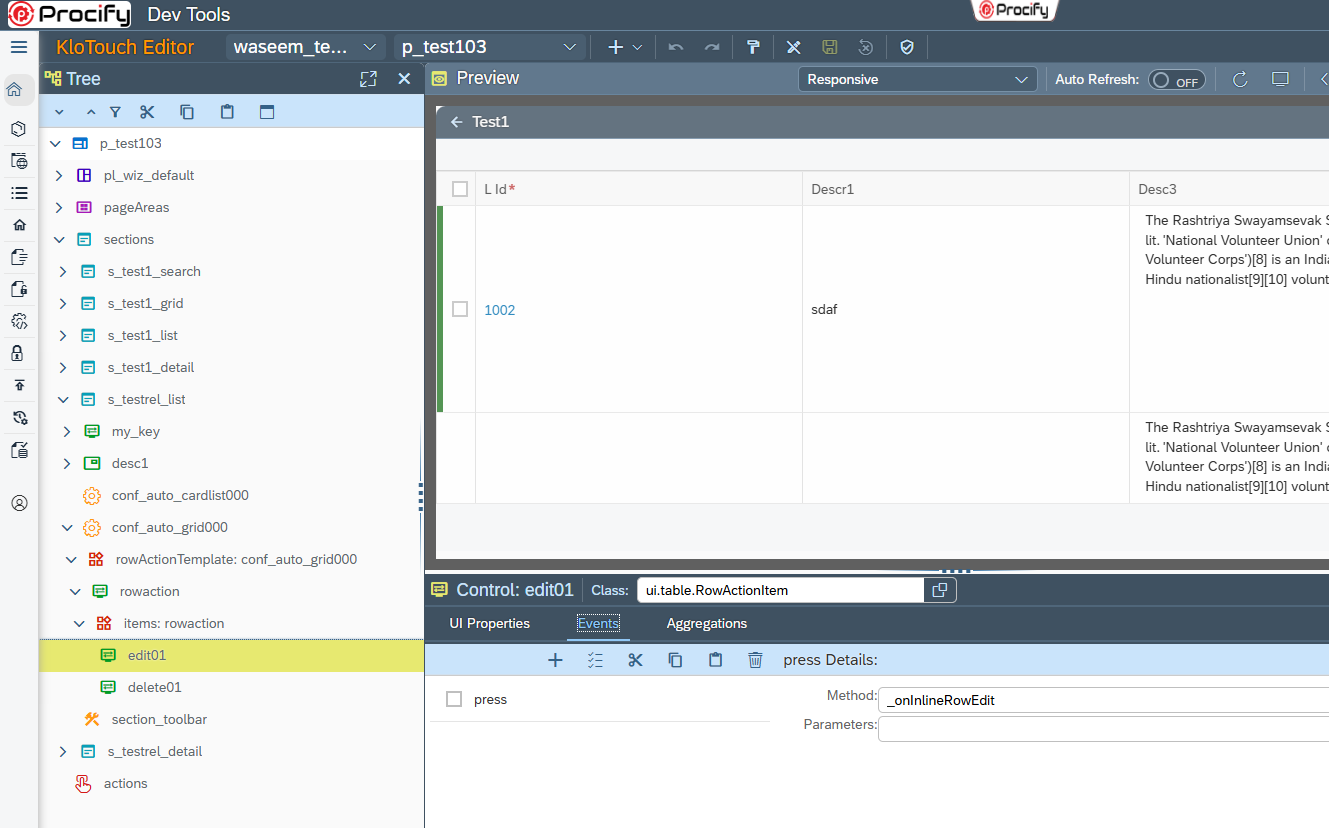 Procify Dev Tools
Procify
KloTouch Editor waseem_te... p_test103
Tree
Preview Responsive Auto Refresh: OFF
p_test103
pl_wiz_default
pageAreas
sections
s_test1_search
s_test1_grid
s_test1_list
s_test1_detail
s_testrel_list
my_key
desc1
conf_auto_cardlist000
conf_auto_grid000
rowActionTemplate: conf_auto_grid000
rowaction
items: rowaction
edit01
delete01
section_toolbar
s_testrel_detail
actions
Test1
L Id* Descr1 Desc3
1002 sdaf
The Rashtriya Swayamsevak S
lit. 'National Volunteer Union'
Volunteer Corps')[8] is an India
Hindu nationalist[9][10] volunt
The Rashtriya Swayamsevak S
lit. 'National Volunteer Union'
Volunteer Corps')[8] is an India
Hindu nationalist[9][10] volunt
Control: edit01 Class: ui.table.RowActionItem
UI Properties Events Aggregations
press Details:
press
Method: _onInlineRowEdit
Parameters: